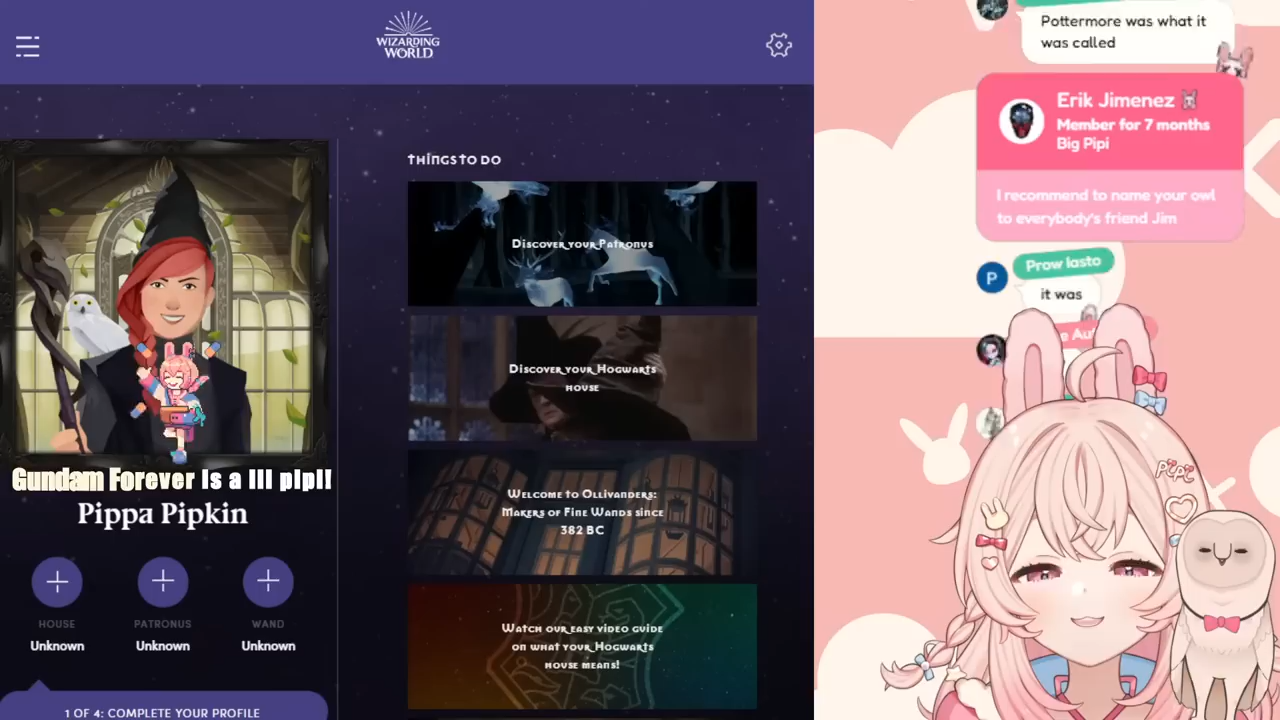 WIZARDING
WORLD
THINGS TO DO
Discover your Patronus
Discover your Hogwarts
house
Welcome to Ollivanders:
Makers of Fine Wands since
382 BC
Watch our easy video guide
on what your Hogwarts
house means!
Gundam Forever is a lil pipi!
Pippa Pipkin
HOUSE
Unknown
PATRONUS
Unknown
WAND
Unknown
1 OF 4: COMPLETE YOUR PROFILE
Pottermore was what it
was called
Erik Jimenez
Member for 7 months
Big Pipi
I recommend to name your owl
to everybody's friend Jim
P
Prow lasto
it was
Pipi